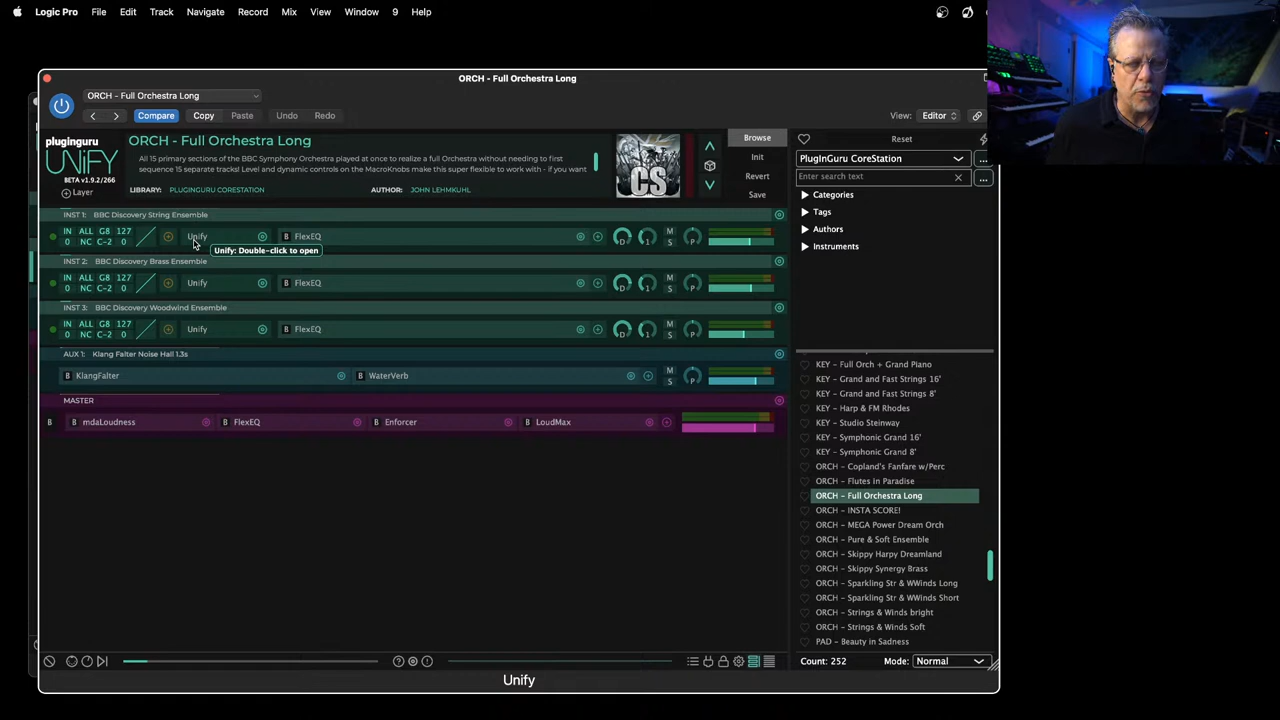 Logic Pro File Edit Track Navigate Record Mix View Window 9 Help
ORCH - Full Orchestra Long
ORCH - Full Orchestra Long
Compare Copy Paste Undo Redo View: Editor
pluginguru
UNiFY
BETA v1.9.2/266
Layer
ORCH - Full Orchestra Long
All 15 primary sections of the BBC Symphony Orchestra played at once to realize a full Orchestra without needing to first
sequence 15 separate tracks! Level and dynamic controls on the MacroKnobs make this super flexible to work with - if you want
LIBRARY: PLUGINGURU CORESTATION AUTHOR: JOHN LEHMKUHL
CS
Browse
Init
Revert
Save
INST 1: BBC Discovery String Ensemble
IN ALL G8 127
0 NC C-2 0
Unify B FlexEQ D 1 M S P
Unify: Double-click to open
INST 2: BBC Discovery Brass Ensemble
IN ALL G8 127
0 NC C-2 0
Unify B FlexEQ D 1 M S P
INST 3: BBC Discovery Woodwind Ensemble
IN ALL G8 127
0 NC C-2 0
Unify B FlexEQ D 1 M S P
AUX 1: Klang Falter Noise Hall 1.3s
B KlangFalter B WaterVerb M S P
MASTER
B B mdaLoudness B FlexEQ B Enforcer B LoudMax
Reset
PlugInGuru CoreStation ...
Enter search text ...
Categories
Tags
Authors
Instruments
KEY - Full Orch + Grand Piano
KEY - Grand and Fast Strings 16'
KEY - Grand and Fast Strings 8'
KEY - Harp & FM Rhodes
KEY - Studio Steinway
KEY - Symphonic Grand 16'
KEY - Symphonic Grand 8'
ORCH - Copland's Fanfare w/Perc
ORCH - Flutes in Paradise
ORCH - Full Orchestra Long
ORCH - INSTA SCORE!
ORCH - MEGA Power Dream Orch
ORCH - Pure & Soft Ensemble
ORCH - Skippy Harpy Dreamland
ORCH - Skippy Synergy Brass
ORCH - Sparkling Str & WWinds Long
ORCH - Sparkling Str & WWinds Short
ORCH - Strings & Winds bright
ORCH - Strings & Winds Soft
PAD - Beauty in Sadness
Count: 252 Mode: Normal
Unify